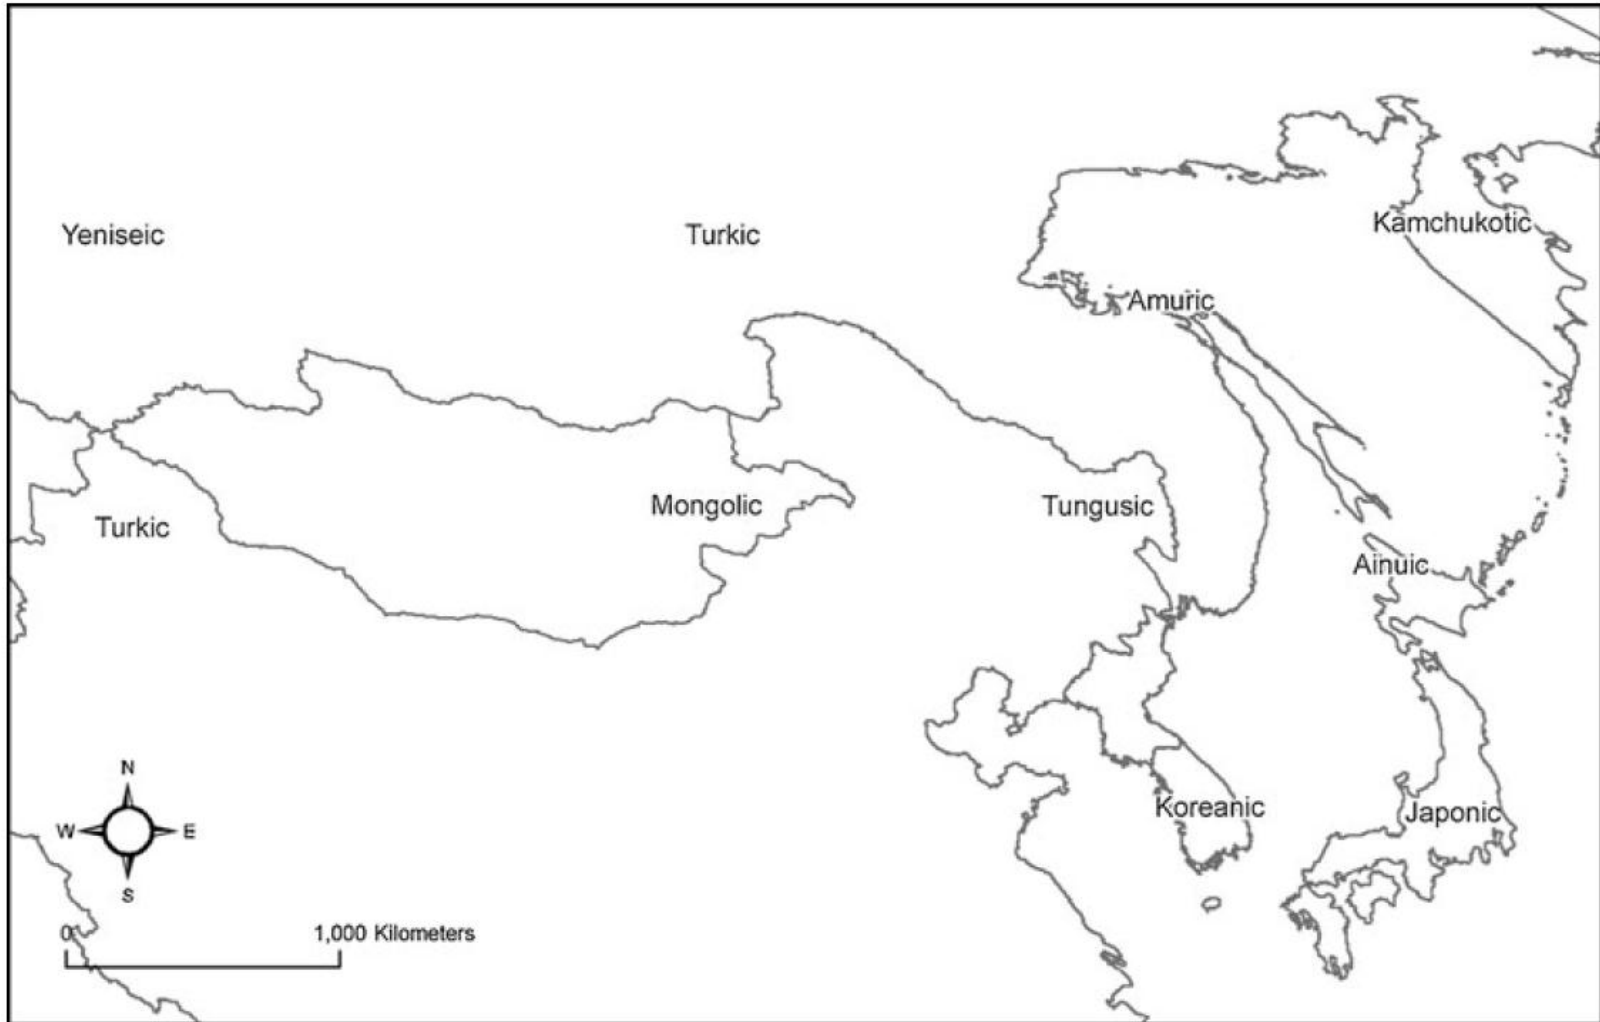 Kamchukotic
Yeniseic
Turkic
Amuric
Mongolic
Tungusic
Turkic
Ainuic
N
Koreanic
Japonic
W
E
S
0
1,000 Kilometers